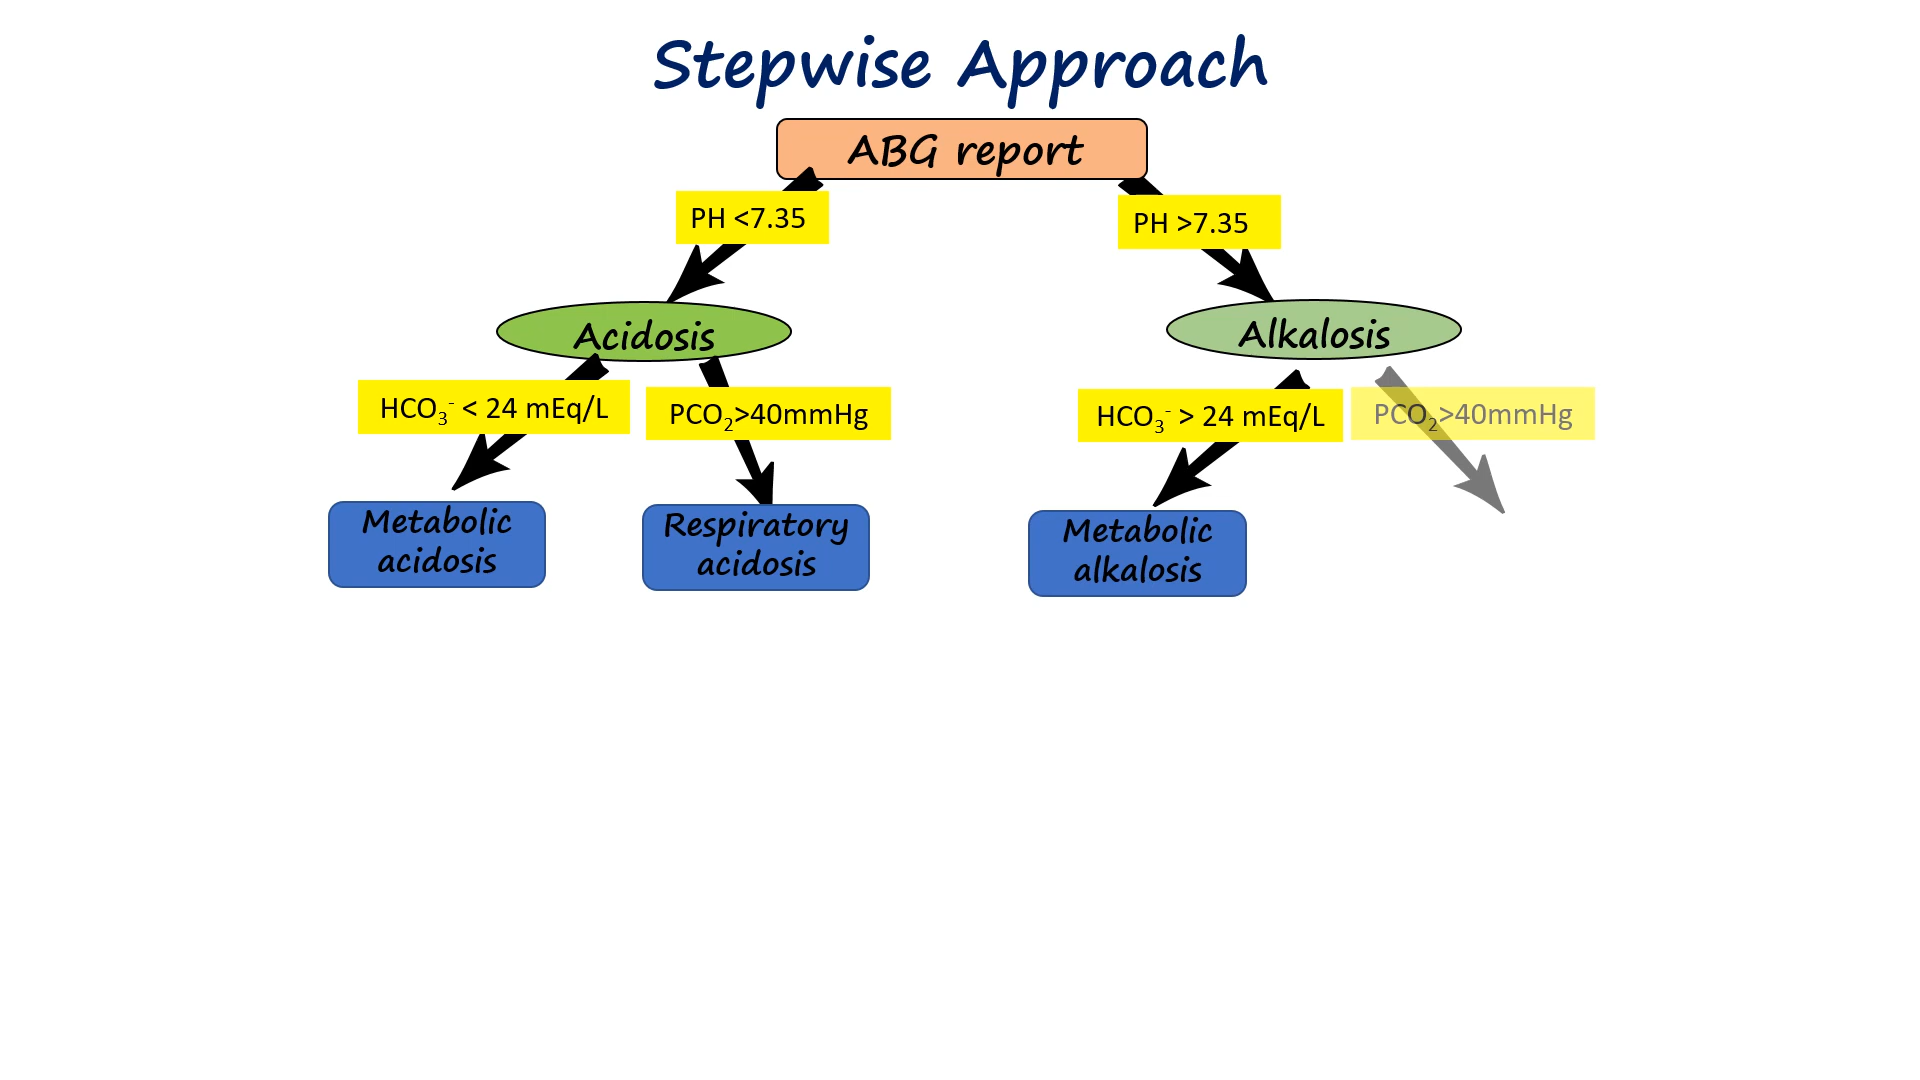 Stepwise Approach
ABG report
PH <7.35
PH >7.35
Acidosis
Alkalosis
HCO₃⁻ < 24 mEq/L
PCO₂>40mmHg
HCO₃⁻ > 24 mEq/L
PCO₂>40mmHg
Metabolic
acidosis
Respiratory
acidosis
Metabolic
alkalosis